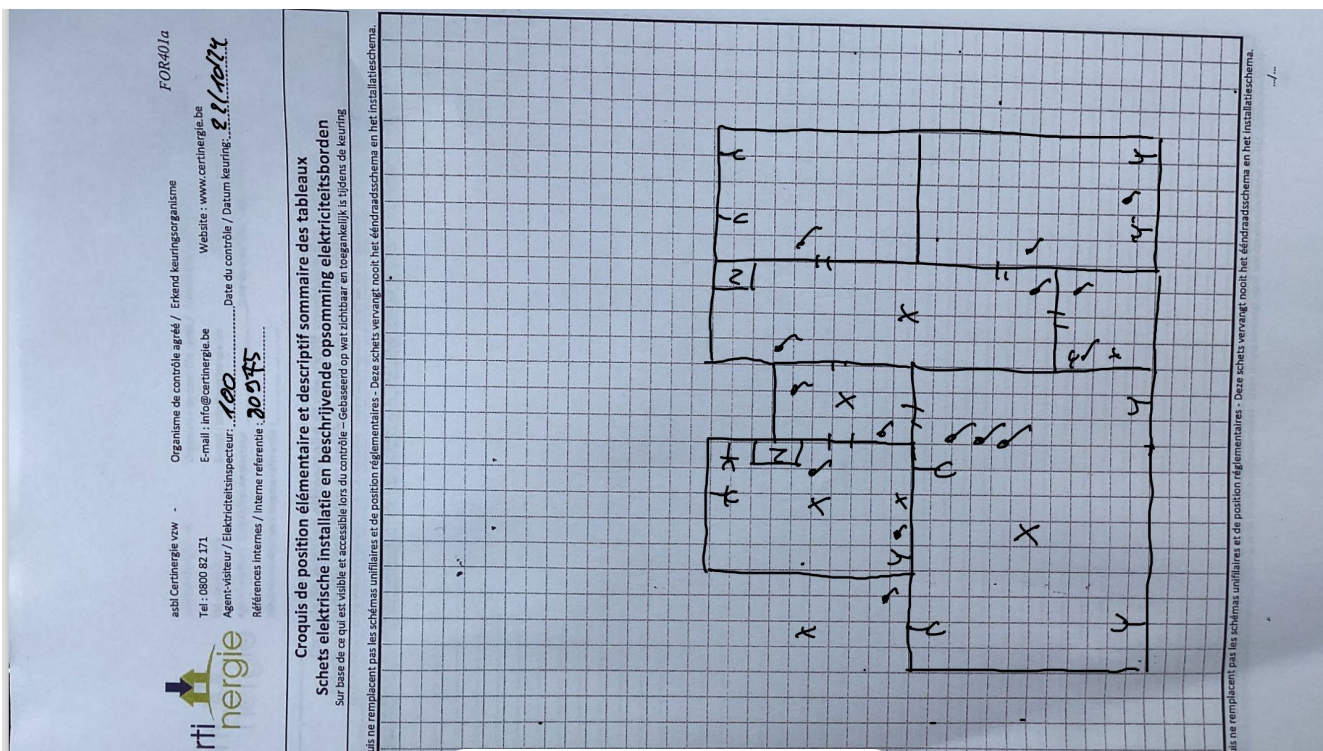 rti
nergie
asbl Certinergie vzw -
Organisme de contrôle agréé / Erkend keuringsorganisme
FOR401a
Tel : 0800 82 171
E-mail : info@certinergie.be
Website : www.certinergie.be
Agent-visiteur / Elektriciteitsinspecteur: 100 Date du contrôle / Datum keuring: 22/10/24
Références internes / Interne referentie : 20975
Croquis de position élémentaire et descriptif sommaire des tableaux
Schets elektrische installatie en beschrijvende opsomming elektriciteitsborden
Sur base de ce qui est visible et accessible lors du contrôle – Gebaseerd op wat zichtbaar en toegankelijk is tijdens de keuring
uis ne remplacent pas les schémas unifilaires et de position réglementaires - Deze schets vervangt nooit het ééndraadsschema en het installatieschema.
uis ne remplacent pas les schémas unifilaires et de position réglementaires - Deze schets vervangt nooit het ééndraadsschema en het installatieschema.
.../...